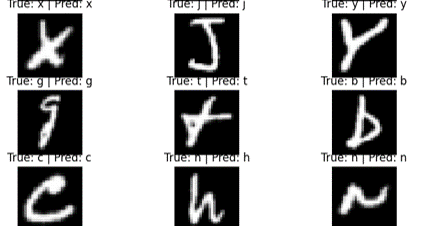 True: x | Pred: x True: j | Pred: j True: y | Pred: y
X J Y
True: g | Pred: g True: t | Pred: t True: b | Pred: b
g t b
True: c | Pred: c True: h | Pred: h True: n | Pred: n
C h n